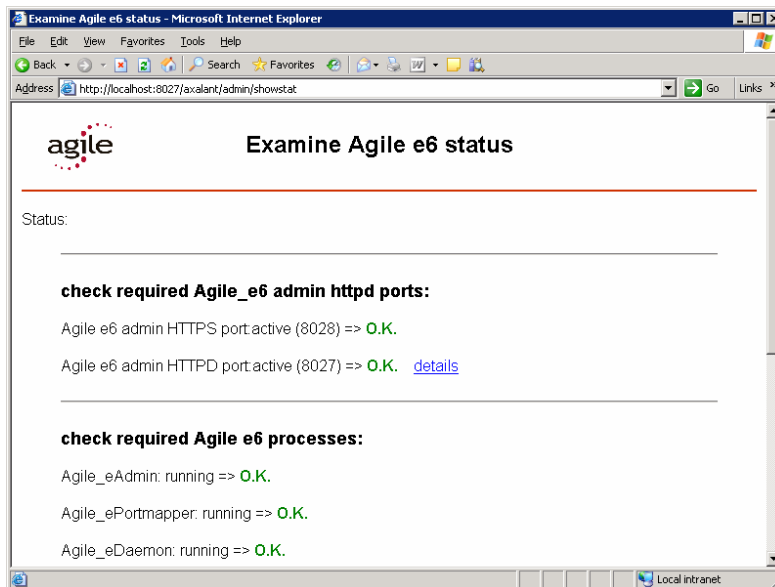 Examine Agile e6 status - Microsoft Internet Explorer
File Edit View Favorites Tools Help
Back Search Favorites
Address http://localhost:8027/axalant/admin/showstat Go Links »
agile
Examine Agile e6 status
Status:
check required Agile_e6 admin httpd ports:
Agile e6 admin HTTPS port:active (8028) => O.K.
Agile e6 admin HTTPD port:active (8027) => O.K. details
check required Agile e6 processes:
Agile_eAdmin: running => O.K.
Agile_ePortmapper: running => O.K.
Agile_eDaemon: running => O.K.
Local intranet